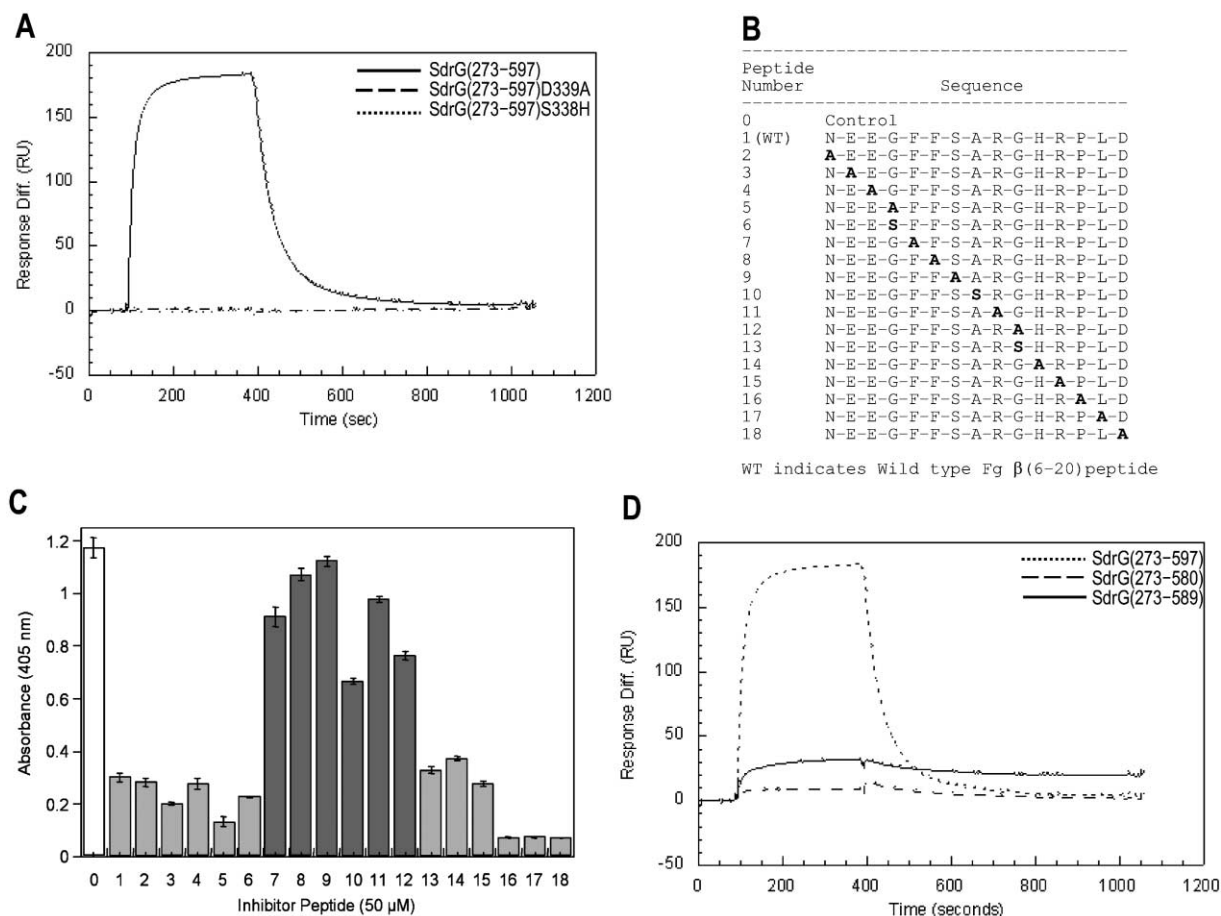 A
Response Diff. (RU)
200
150
100
50
0
-50
SdrG(273-597)
SdrG(273-597)D339A
SdrG(273-597)S338H
0 200 400 600 800 1000 1200
Time (sec)
B
Peptide
Number Sequence
0 Control
1(WT) N-E-E-G-F-F-S-A-R-G-H-R-P-L-D
2 A-E-E-G-F-F-S-A-R-G-H-R-P-L-D
3 N-A-E-G-F-F-S-A-R-G-H-R-P-L-D
4 N-E-A-G-F-F-S-A-R-G-H-R-P-L-D
5 N-E-E-A-F-F-S-A-R-G-H-R-P-L-D
6 N-E-E-S-F-F-S-A-R-G-H-R-P-L-D
7 N-E-E-G-A-F-S-A-R-G-H-R-P-L-D
8 N-E-E-G-F-A-S-A-R-G-H-R-P-L-D
9 N-E-E-G-F-F-A-A-R-G-H-R-P-L-D
10 N-E-E-G-F-F-S-S-R-G-H-R-P-L-D
11 N-E-E-G-F-F-S-A-A-G-H-R-P-L-D
12 N-E-E-G-F-F-S-A-R-A-H-R-P-L-D
13 N-E-E-G-F-F-S-A-R-S-H-R-P-L-D
14 N-E-E-G-F-F-S-A-R-G-A-R-P-L-D
15 N-E-E-G-F-F-S-A-R-G-H-A-P-L-D
16 N-E-E-G-F-F-S-A-R-G-H-R-A-L-D
17 N-E-E-G-F-F-S-A-R-G-H-R-P-A-D
18 N-E-E-G-F-F-S-A-R-G-H-R-P-L-A
WT indicates Wild type Fg β(6-20)peptide
C
Absorbance (405 nm)
1.2
1
0.8
0.6
0.4
0.2
0
0 1 2 3 4 5 6 7 8 9 10 11 12 13 14 15 16 17 18
Inhibitor Peptide (50 µM)
D
Response Diff. (RU)
200
150
100
50
0
-50
SdrG(273-597)
SdrG(273-580)
SdrG(273-589)
0 200 400 600 800 1000 1200
Time (seconds)